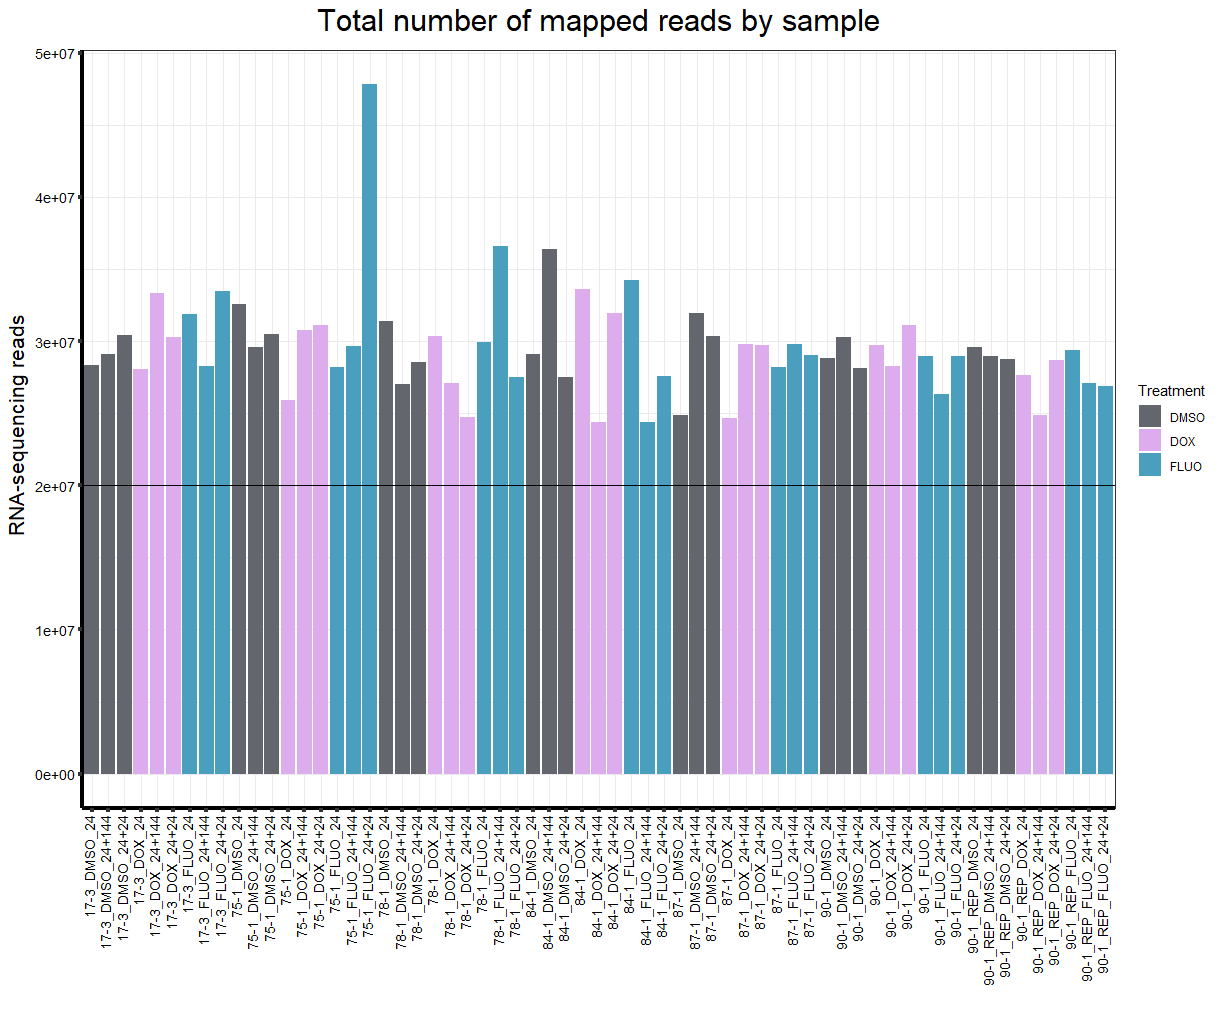 Total number of mapped reads by sample
RNA-sequencing reads
5e+07
4e+07
3e+07
2e+07
1e+07
0e+00
17-3_DMSO_24
17-3_DMSO_24+144
17-3_DMSO_24+24
17-3_DOX_24
17-3_DOX_24+144
17-3_DOX_24+24
17-3_FLUO_24
17-3_FLUO_24+144
17-3_FLUO_24+24
75-1_DMSO_24
75-1_DMSO_24+144
75-1_DMSO_24+24
75-1_DOX_24
75-1_DOX_24+144
75-1_DOX_24+24
75-1_FLUO_24
75-1_FLUO_24+144
75-1_FLUO_24+24
78-1_DMSO_24
78-1_DMSO_24+144
78-1_DMSO_24+24
78-1_DOX_24
78-1_DOX_24+144
78-1_DOX_24+24
78-1_FLUO_24
78-1_FLUO_24+144
78-1_FLUO_24+24
84-1_DMSO_24
84-1_DMSO_24+144
84-1_DMSO_24+24
84-1_DOX_24
84-1_DOX_24+144
84-1_DOX_24+24
84-1_FLUO_24
84-1_FLUO_24+144
84-1_FLUO_24+24
87-1_DMSO_24
87-1_DMSO_24+144
87-1_DMSO_24+24
87-1_DOX_24
87-1_DOX_24+144
87-1_DOX_24+24
87-1_FLUO_24
87-1_FLUO_24+144
87-1_FLUO_24+24
90-1_DMSO_24
90-1_DMSO_24+144
90-1_DMSO_24+24
90-1_DOX_24
90-1_DOX_24+144
90-1_DOX_24+24
90-1_FLUO_24
90-1_FLUO_24+144
90-1_FLUO_24+24
90-1_REP_DMSO_24
90-1_REP_DMSO_24+144
90-1_REP_DMSO_24+24
90-1_REP_DOX_24
90-1_REP_DOX_24+144
90-1_REP_DOX_24+24
90-1_REP_FLUO_24
90-1_REP_FLUO_24+144
90-1_REP_FLUO_24+24
Treatment
DMSO
DOX
FLUO